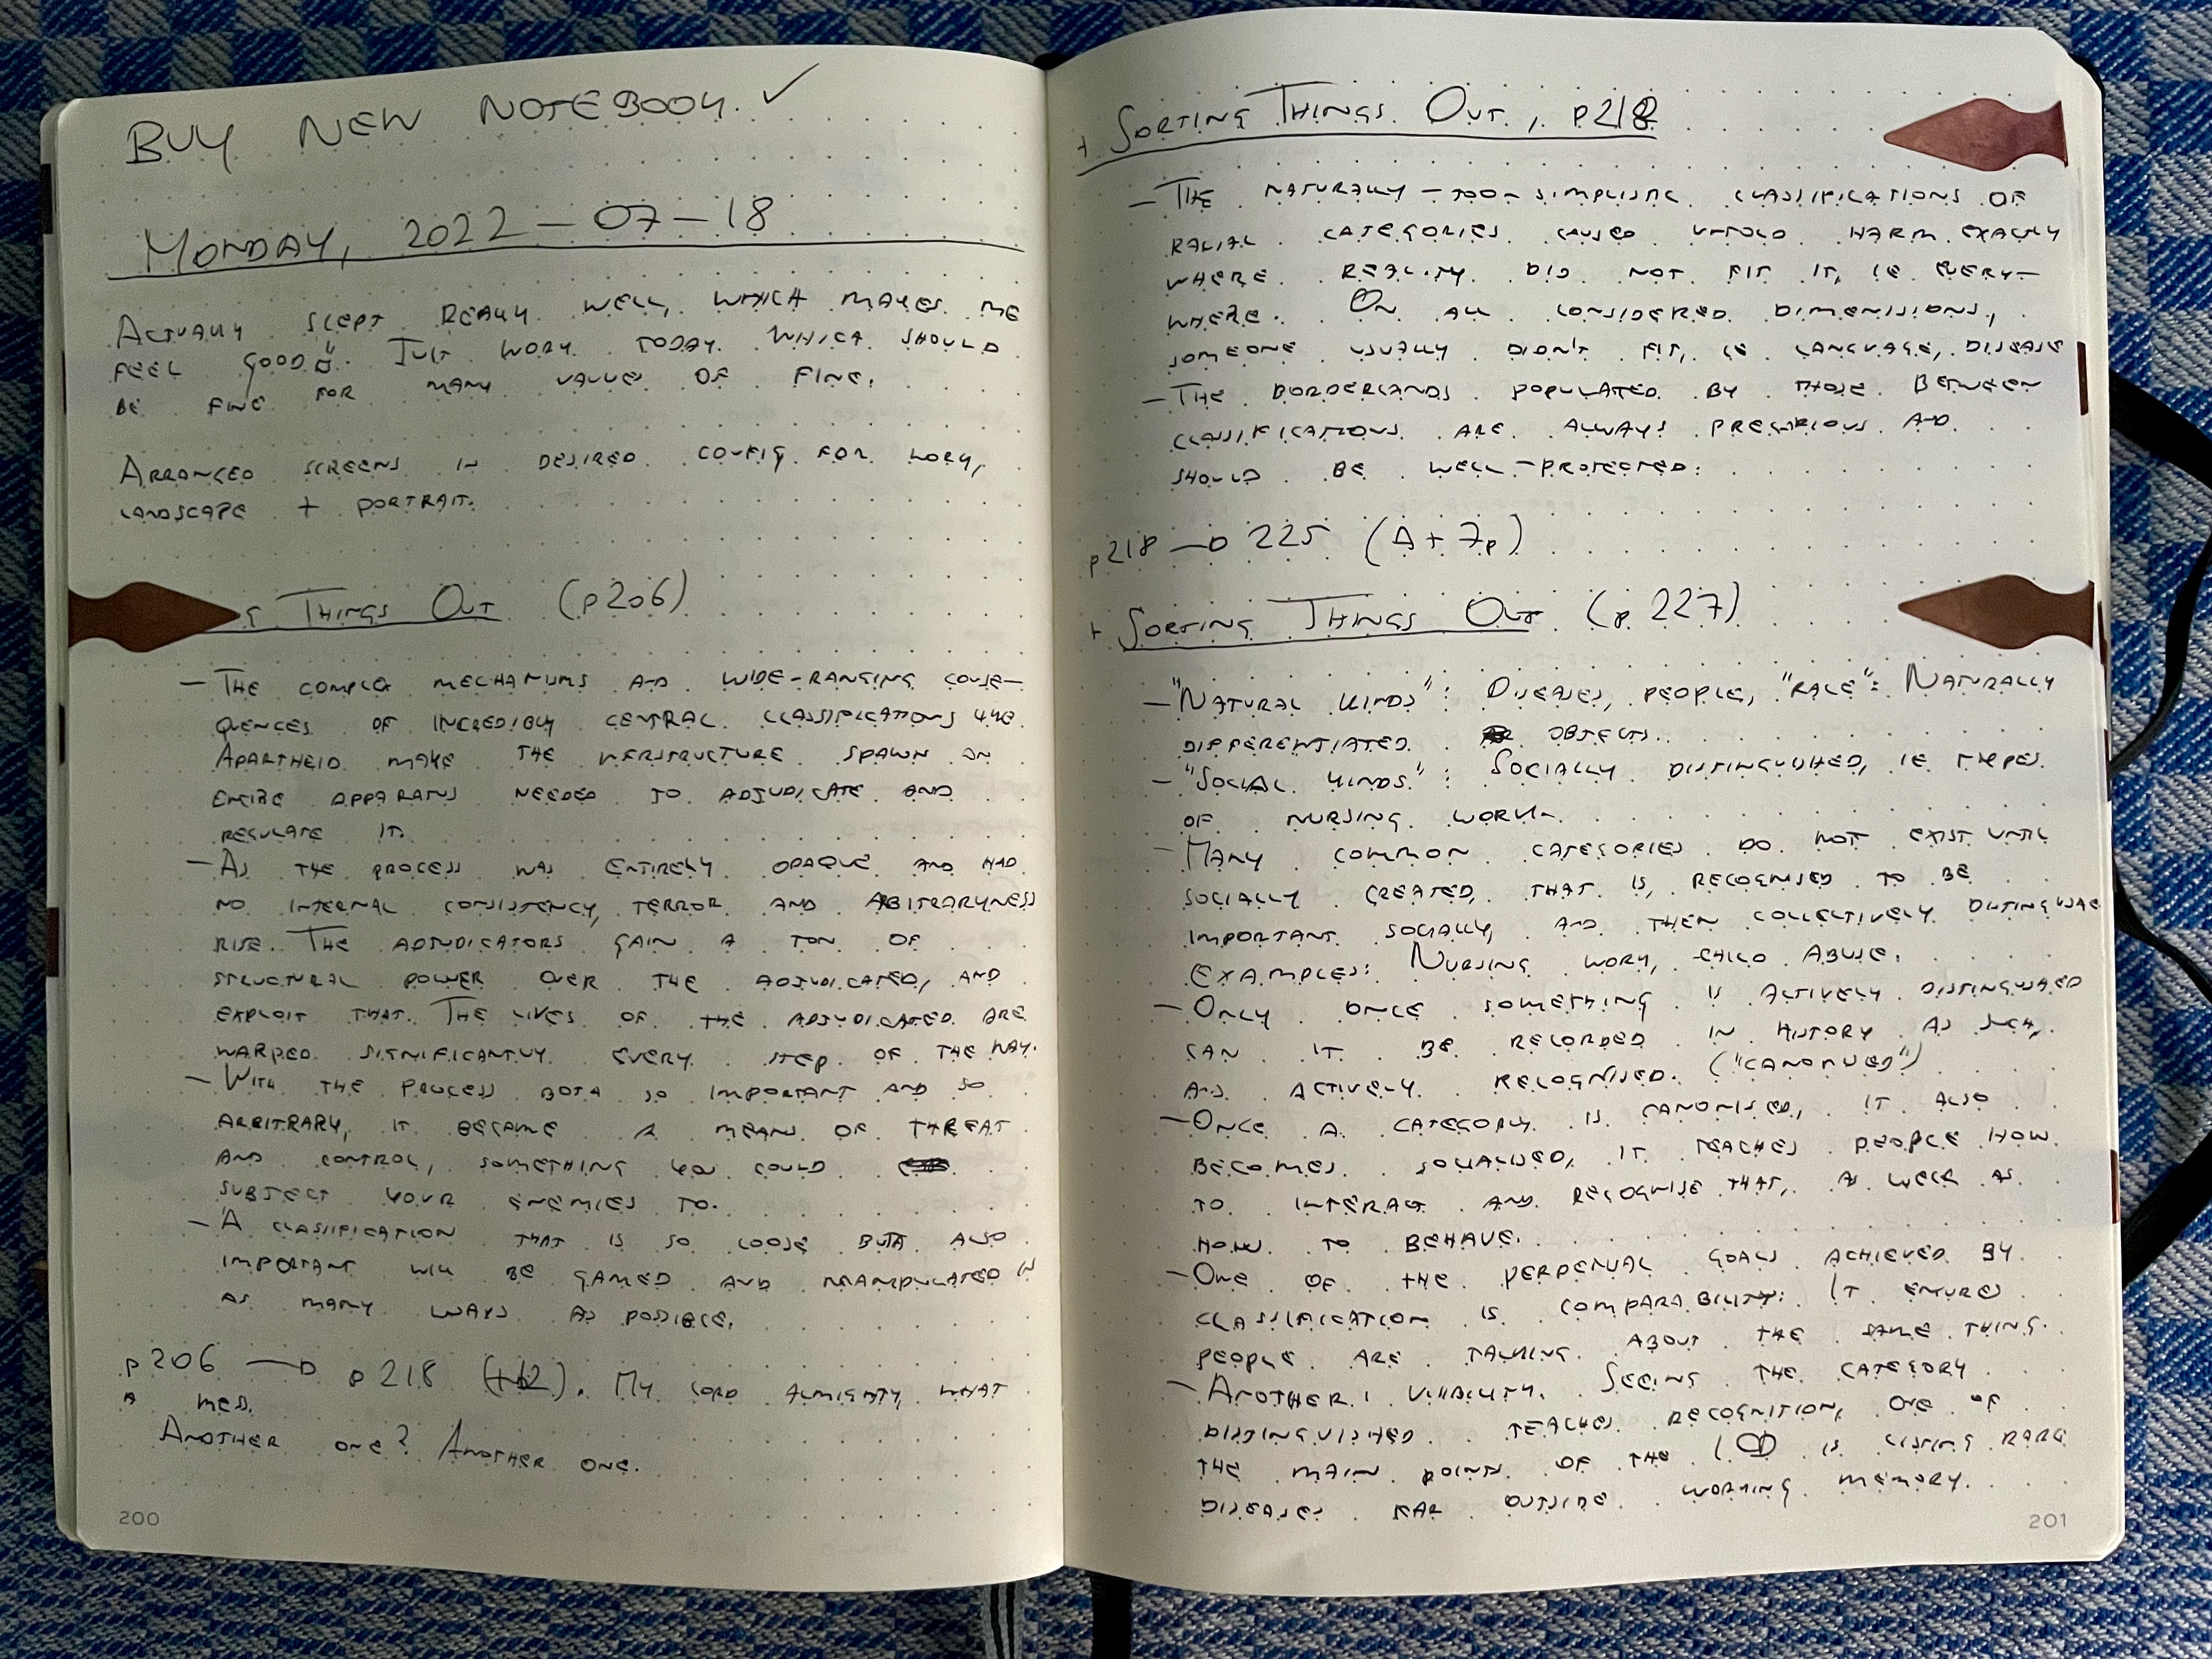 BUY NEW NOTEBOOK. ✓
MONDAY, 2022-07-18
ACTUALLY SLEPT REALLY WELL, WHICH MAKES ME
FEEL GOOD. JUST WORK TODAY WHICH SHOULD
BE FINE FOR MANY VALUES OF FINE.
ARRANGED SCREENS IN DESIRED CONFIG FOR WORK,
LANDSCAPE + PORTRAIT.
G THINGS OUT (p206)
- THE COMPLEX MECHANISMS AND WIDE-RANGING CONSE-
QUENCES OF INCREDIBLY CENTRAL CLASSIFICATIONS LIKE
APARTHEID MAKE THE INFRSTRUCTURE SPAWN AN
ENTIRE APPARATUS NEEDED TO ADJUDICATE AND
REGULATE IT.
- AS THE PROCESS WAS ENTIRELY OPAQUE AND HAD
NO INTERNAL CONSISTENCY, TERROR AND ARBITRARYNESS
RISE. THE ADJUDICATORS GAIN A TON OF
STRUCTURAL POWER OVER THE ADJUDICATED, AND
EXPLOIT THAT. THE LIVES OF THE ADJUDICATED ARE
WARPED SIGNIFICANTLY EVERY STEP OF THE WAY.
- WITH THE PROCESS BOTH SO IMPORTANT AND SO
ARBITRARY, IT BECAME A MEANS OF THREAT
AND CONTROL, SOMETHING YOU COULD
SUBJECT YOUR ENEMIES TO.
- A CLASSIFICATION THAT IS SO LOOSE BUT ALSO
IMPORTANT WILL BE GAMED AND MANIPULATED IN
AS MANY WAYS AS POSSIBLE.
p206 → p218 (+12). MY LORD ALMIGHTY, WHAT
A MESS.
ANOTHER ONE? ANOTHER ONE.
200
+ SORTING THINGS OUT, p218
- THE NATURALLY-TOO-SIMPLISTIC CLASSIFICATIONS OF
RACIAL CATEGORIES CAUSED UNTOLD HARM EXACTLY
WHERE REALITY DID NOT FIT IT, IE EVERY-
WHERE. ON ALL CONSIDERED DIMENSIONS,
SOMEONE USUALLY DIDN'T FIT, IE LANGUAGE, DISEASE
- THE BORDERLANDS POPULATED BY THOSE BETWEEN
CLASSIFICATIONS ARE ALWAYS PRECARIOUS AND
SHOULD BE WELL-PROTECTED.
p218 → 225 (Δ+7p)
+ SORTING THINGS OUT (p 227)
- "NATURAL KINDS": DISEASES, PEOPLE, "RACE": NATURALLY
DIFFERENTIATED OBJECTS.
- "SOCIAL KINDS": SOCIALLY DISTINGUISHED, IE TYPES
OF NURSING WORK.
- MANY COMMON CATEGORIES DO NOT EXIST UNTIL
SOCIALLY CREATED, THAT IS, RECOGNISED TO BE
IMPORTANT SOCIALLY, AND THEN COLLECTIVELY DISTINGUISHED
EXAMPLES: NURSING WORK, CHILD ABUSE.
- ONLY ONCE SOMETHING IS ACTIVELY DISTINGUISHED
CAN IT BE RECORDED IN HISTORY AS SUCH,
AND ACTIVELY RECOGNISED. ("CANONISED")
- ONCE A CATEGORY IS CANONISED, IT ALSO
BECOMES SOCIALISED, IT TEACHES PEOPLE HOW
TO INTERACT AND RECOGNISE THAT, AS WELL AS
HOW TO BEHAVE.
- ONE OF THE PERPETUAL GOALS ACHIEVED BY
CLASSIFICATION IS COMPARABILITY: IT ENSURES
PEOPLE ARE TALKING ABOUT THE SAME THING.
- ANOTHER: VISIBILITY. SEEING THE CATEGORY
DISTINGUISHED TEACHES RECOGNITION, ONE OF
THE MAIN POINTS OF THE ICD IS LISTING RARE
DISEASES FAR OUTSIDE WORKING MEMORY.
201